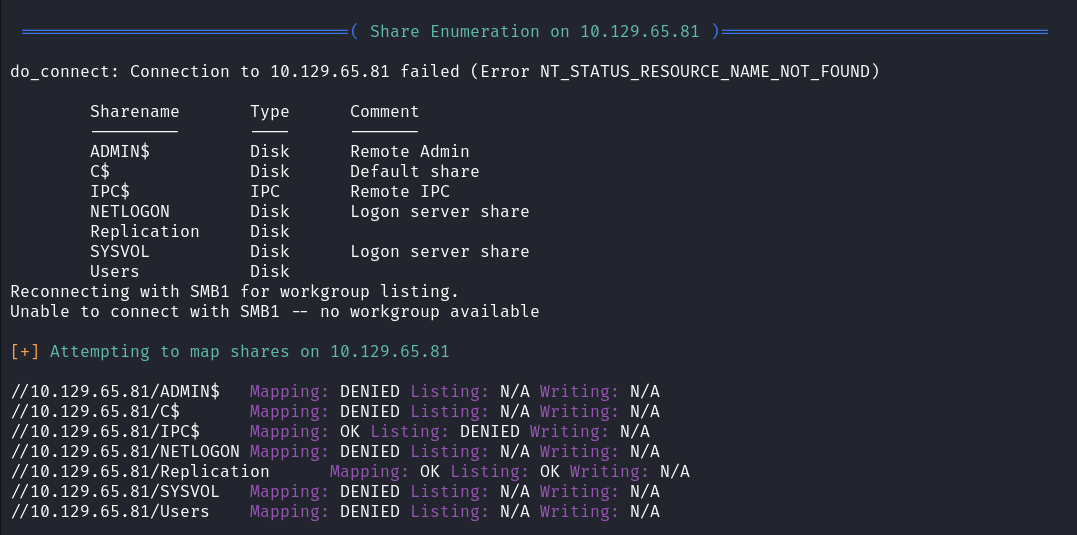 ( Share Enumeration on 10.129.65.81 )
do_connect: Connection to 10.129.65.81 failed (Error NT_STATUS_RESOURCE_NAME_NOT_FOUND)
Sharename       Type      Comment
---------       ----      -------
ADMIN$          Disk      Remote Admin
C$              Disk      Default share
IPC$            IPC       Remote IPC
NETLOGON        Disk      Logon server share
Replication     Disk
SYSVOL          Disk      Logon server share
Users           Disk
Reconnecting with SMB1 for workgroup listing.
Unable to connect with SMB1 -- no workgroup available
[+] Attempting to map shares on 10.129.65.81
//10.129.65.81/ADMIN$   Mapping: DENIED Listing: N/A Writing: N/A
//10.129.65.81/C$       Mapping: DENIED Listing: N/A Writing: N/A
//10.129.65.81/IPC$     Mapping: OK Listing: DENIED Writing: N/A
//10.129.65.81/NETLOGON Mapping: DENIED Listing: N/A Writing: N/A
//10.129.65.81/Replication      Mapping: OK Listing: OK Writing: N/A
//10.129.65.81/SYSVOL   Mapping: DENIED Listing: N/A Writing: N/A
//10.129.65.81/Users    Mapping: DENIED Listing: N/A Writing: N/A